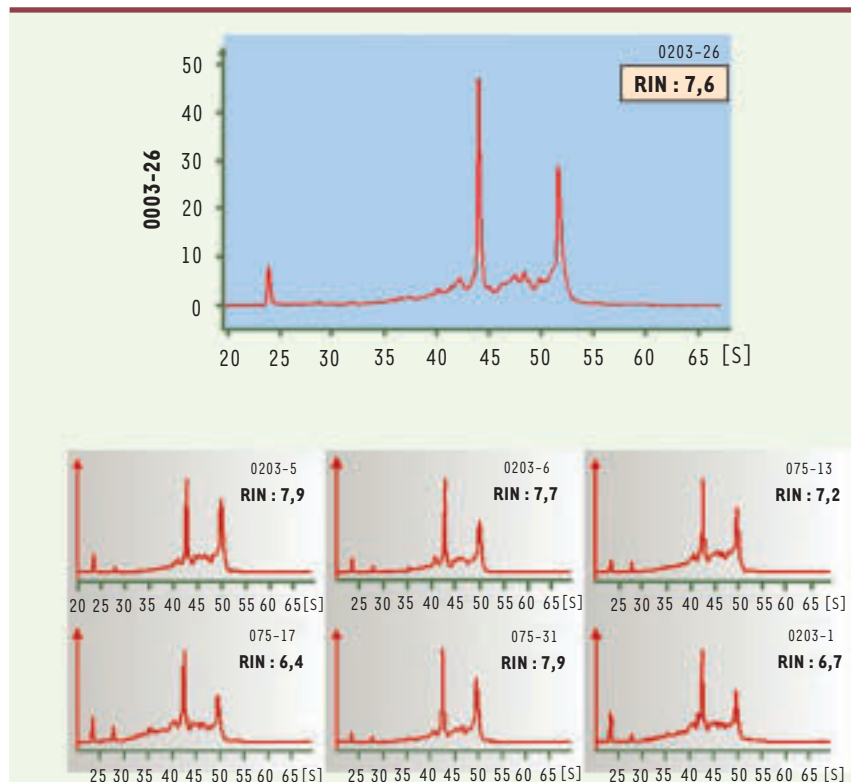 0203-26
RIN : 7,6
50
40
30
20
10
0
0003-26
20 25 30 35 40 45 50 55 60 65 [S]
0203-5
RIN : 7,9
20 25 30 35 40 45 50 55 60 65[S]
0203-6
RIN : 7,7
25 30 35 40 45 50 55 60 65[S]
075-13
RIN : 7,2
25 30 35 40 45 50 55 60 65[S]
075-17
RIN : 6,4
25 30 35 40 45 50 55 60 65[S]
075-31
RIN : 7,9
25 30 35 40 45 50 55 60 65[S]
0203-1
RIN : 6,7
25 30 35 40 45 50 55 60 65[S]